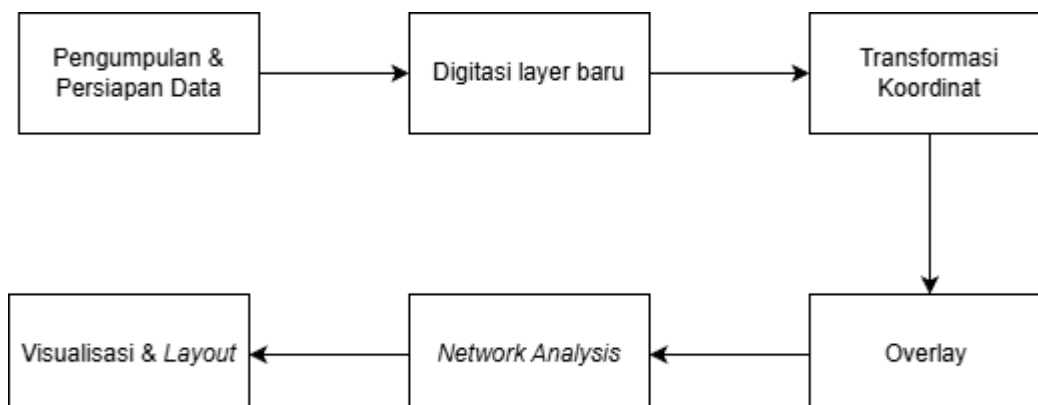 Pengumpulan &
Persiapan Data
Digitasi layer baru
Transformasi
Koordinat
Overlay
Network Analysis
Visualisasi & Layout